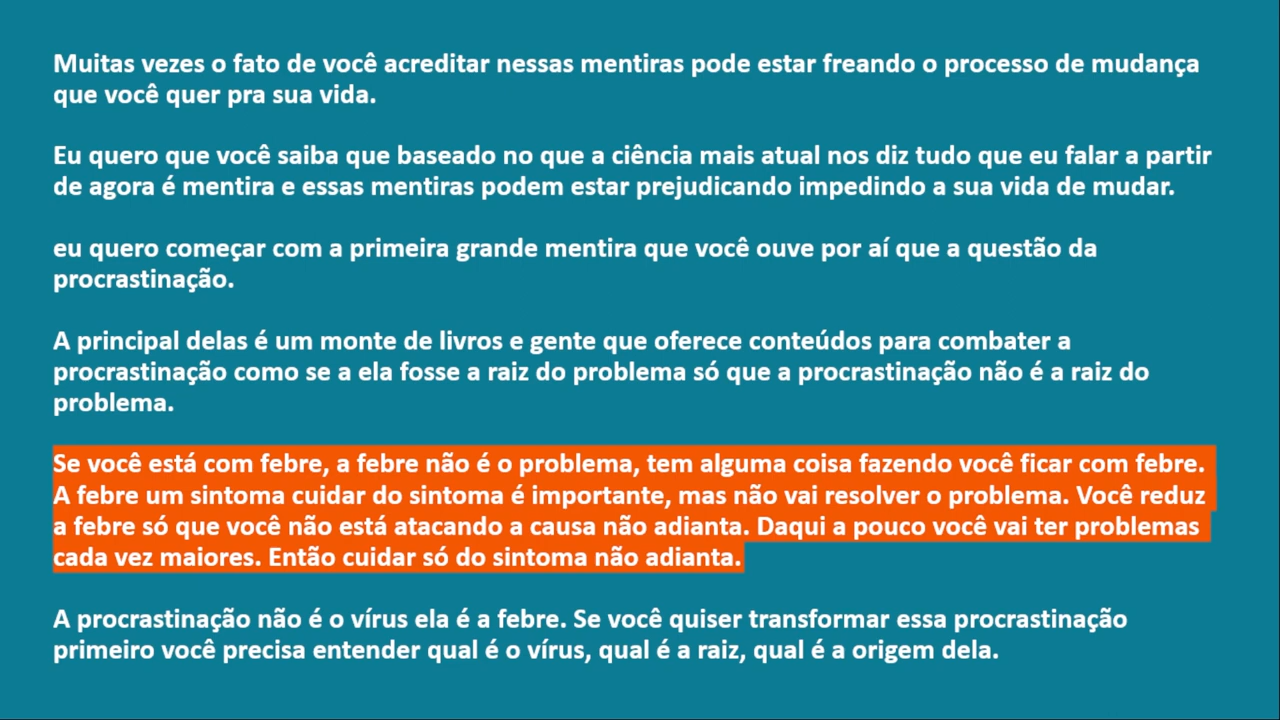 Muitas vezes o fato de você acreditar nessas mentiras pode estar freando o processo de mudança
que você quer pra sua vida.
Eu quero que você saiba que baseado no que a ciência mais atual nos diz tudo que eu falar a partir
de agora é mentira e essas mentiras podem estar prejudicando impedindo a sua vida de mudar.
eu quero começar com a primeira grande mentira que você ouve por aí que a questão da
procrastinação.
A principal delas é um monte de livros e gente que oferece conteúdos para combater a
procrastinação como se a ela fosse a raiz do problema só que a procrastinação não é a raiz do
problema.
Se você está com febre, a febre não é o problema, tem alguma coisa fazendo você ficar com febre.
A febre um sintoma cuidar do sintoma é importante, mas não vai resolver o problema. Você reduz
a febre só que você não está atacando a causa não adianta. Daqui a pouco você vai ter problemas
cada vez maiores. Então cuidar só do sintoma não adianta.
A procrastinação não é o vírus ela é a febre. Se você quiser transformar essa procrastinação
primeiro você precisa entender qual é o vírus, qual é a raiz, qual é a origem dela.